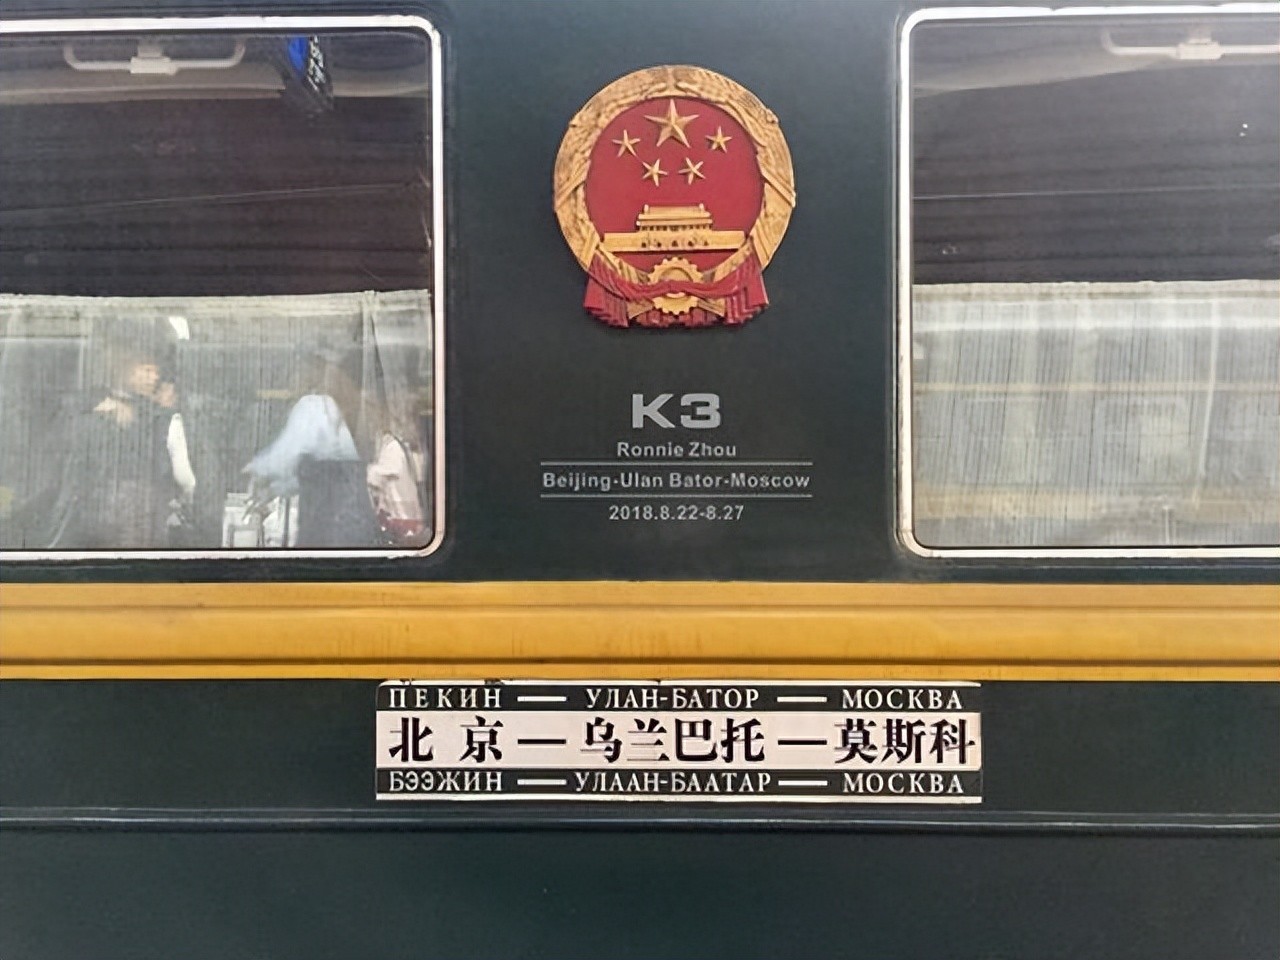 K3
Ronnie Zhou
Beijing-Ulan Bator-Moscow
2018.8.22-8.27
ПЕКИН — УЛАН-БАТОР — МОСКВА
北京—乌兰巴托—莫斯科
БЭЭЖИН — УЛААН-БААТАР — МОСКВА